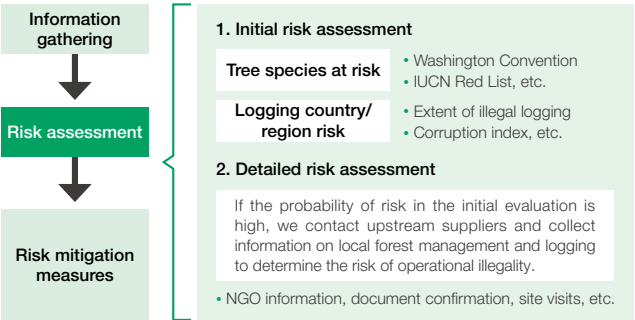 Information
gathering
Risk assessment
Risk mitigation
measures
1. Initial risk assessment
Tree species at risk
• Washington Convention
• IUCN Red List, etc.
Logging country/
region risk
• Extent of illegal logging
• Corruption index, etc.
2. Detailed risk assessment
If the probability of risk in the initial evaluation is
high, we contact upstream suppliers and collect
information on local forest management and logging
to determine the risk of operational illegality.
• NGO information, document confirmation, site visits, etc.